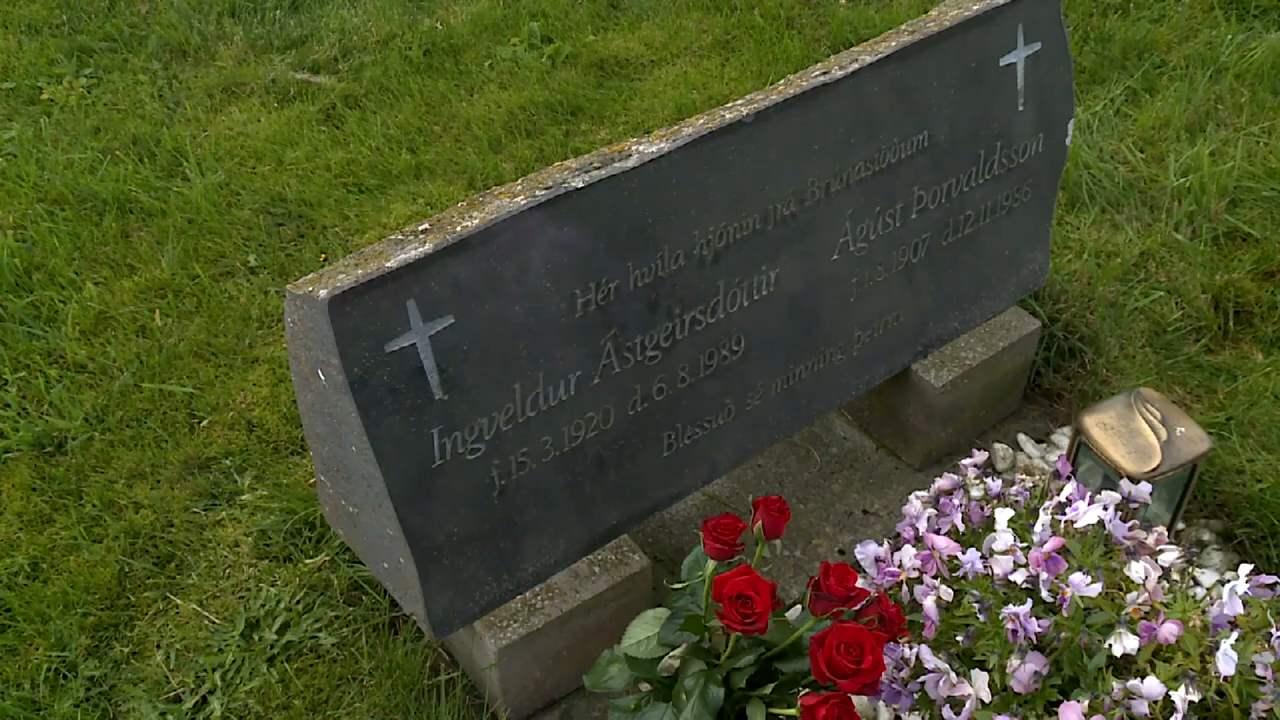 Hér hvíla hjónin frá Brúnastöðum
Ingveldur Ástgeirsdóttir
f.15.3.1920 d.6.8.1989
Ágúst Þorvaldsson
f.1.8.1907 d.12.11.1986
Blessuð sé minning þeirra